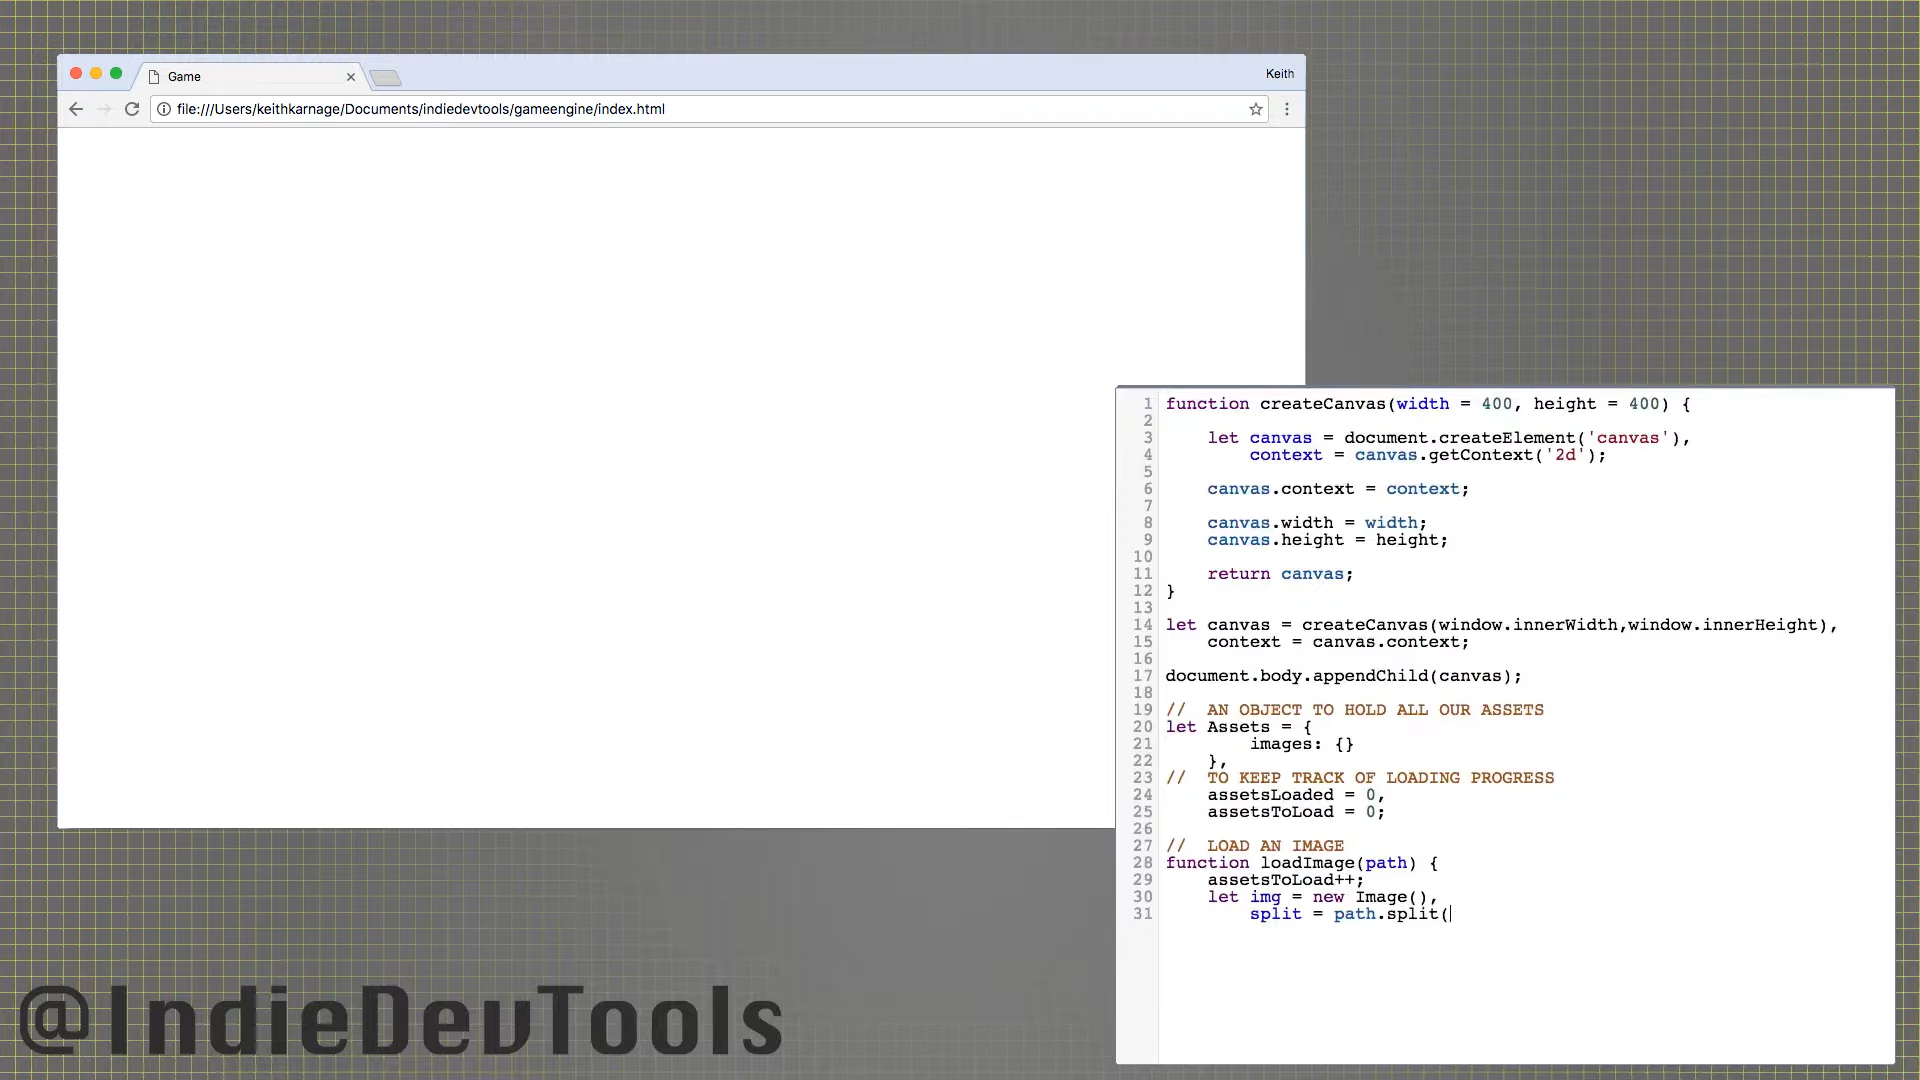 Game
Keith
file:///Users/keithkarnage/Documents/indiedevtools/gameengine/index.html
1 function createCanvas(width = 400, height = 400) {
2
3     let canvas = document.createElement('canvas'),
4         context = canvas.getContext('2d');
5
6     canvas.context = context;
7
8     canvas.width = width;
9     canvas.height = height;
10
11     return canvas;
12 }
13
14 let canvas = createCanvas(window.innerWidth,window.innerHeight),
15     context = canvas.context;
16
17 document.body.appendChild(canvas);
18
19 //  AN OBJECT TO HOLD ALL OUR ASSETS
20 let Assets = {
21         images: {}
22     },
23 //  TO KEEP TRACK OF LOADING PROGRESS
24     assetsLoaded = 0,
25     assetsToLoad = 0;
26
27 //  LOAD AN IMAGE
28 function loadImage(path) {
29     assetsToLoad++;
30     let img = new Image(),
31         split = path.split(
@IndieDevTools